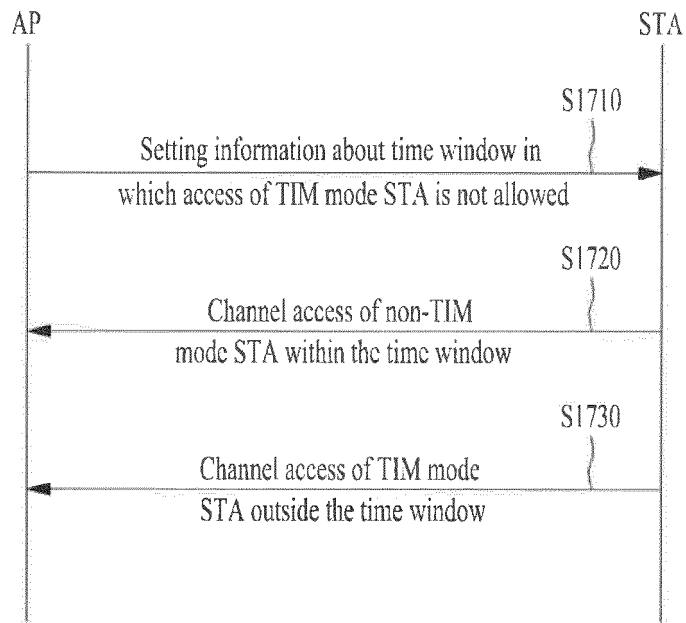 AP
STA
S1710
Setting information about time window in
which access of TIM mode STA is not allowed
S1720
Channel access of non-TIM
mode STA within the time window
S1730
Channel access of TIM mode
STA outside the time window